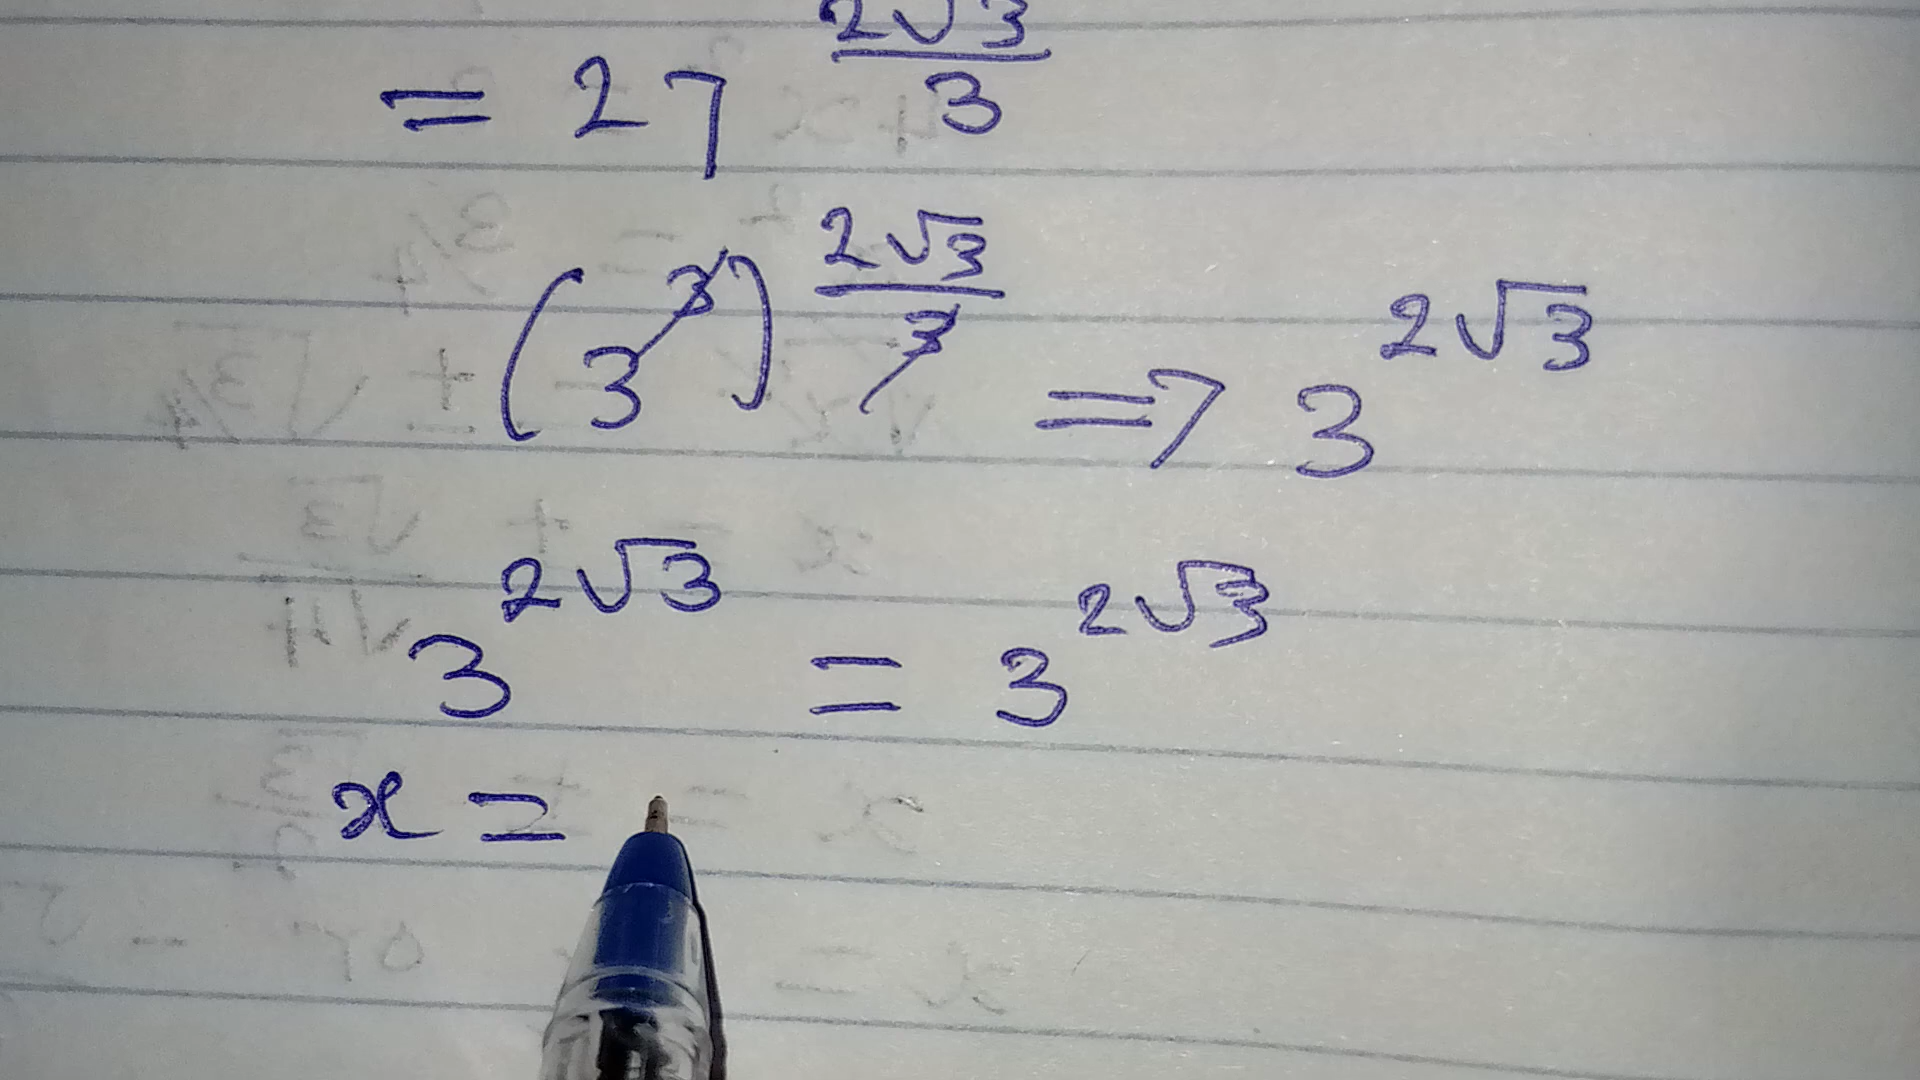 = 27^(2√3/3)
(3^3)^(2√3/3) => 3^(2√3)
3^(2√3) = 3^(2√3)
x =